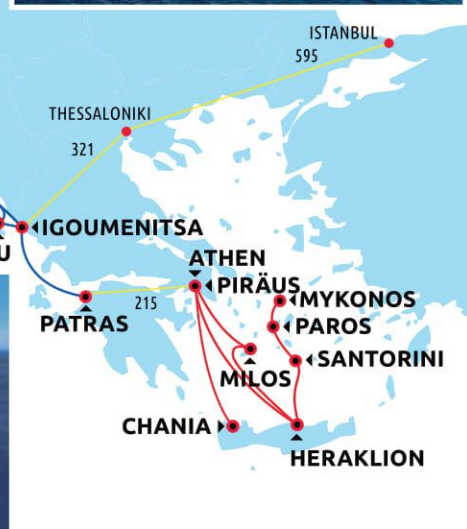 ISTANBUL
595
THESSALONIKI
321
U
IGOUMENITSA
ATHEN
PIRÄUS
215
MYKONOS
PATRAS
PAROS
SANTORINI
MILOS
CHANIA
HERAKLION